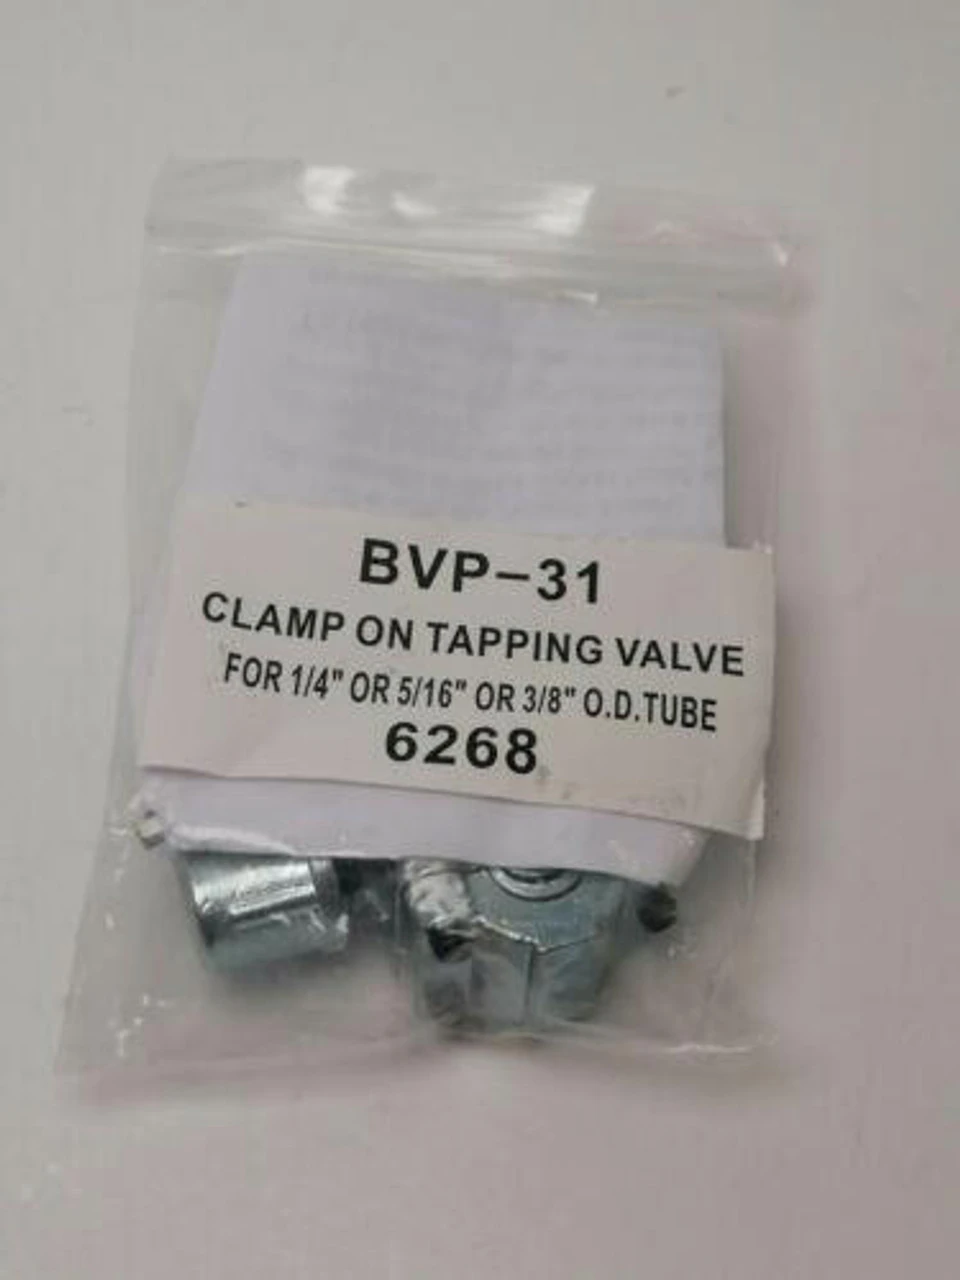 BVP-31
CLAMP ON TAPPING VALVE
FOR 1/4" OR 5/16" OR 3/8" O.D.TUBE
6268